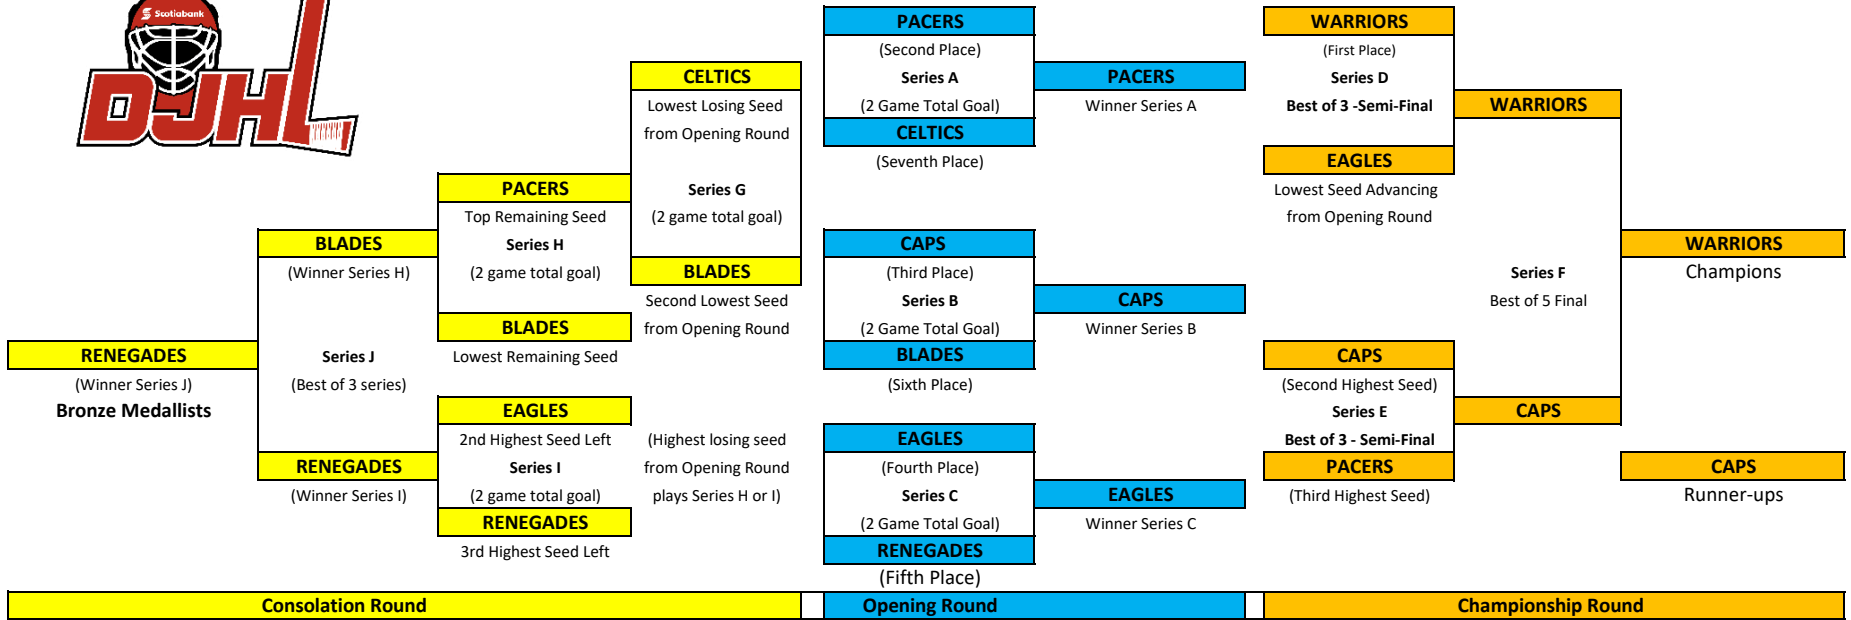 Scotiabank
DJHL
CELTICS
Lowest Losing Seed
from Opening Round
Series G
(2 game total goal)
BLADES
Second Lowest Seed
from Opening Round
PACERS
Top Remaining Seed
Series H
(2 game total goal)
BLADES
Lowest Remaining Seed
EAGLES
2nd Highest Seed Left
Series I
(2 game total goal)
RENEGADES
3rd Highest Seed Left
(Highest losing seed
from Opening Round
plays Series H or I)
BLADES
(Winner Series H)
Series J
(Best of 3 series)
RENEGADES
(Winner Series I)
RENEGADES
(Winner Series J)
Bronze Medallists
Consolation Round
PACERS
(Second Place)
Series A
(2 Game Total Goal)
CELTICS
(Seventh Place)
PACERS
Winner Series A
CAPS
(Third Place)
Series B
(2 Game Total Goal)
BLADES
(Sixth Place)
CAPS
Winner Series B
EAGLES
(Fourth Place)
Series C
(2 Game Total Goal)
RENEGADES
(Fifth Place)
EAGLES
Winner Series C
Opening Round
WARRIORS
(First Place)
Series D
Best of 3 -Semi-Final
EAGLES
Lowest Seed Advancing
from Opening Round
WARRIORS
CAPS
(Second Highest Seed)
Series E
Best of 3 - Semi-Final
PACERS
(Third Highest Seed)
CAPS
Series F
Best of 5 Final
WARRIORS
Champions
CAPS
Runner-ups
Championship Round